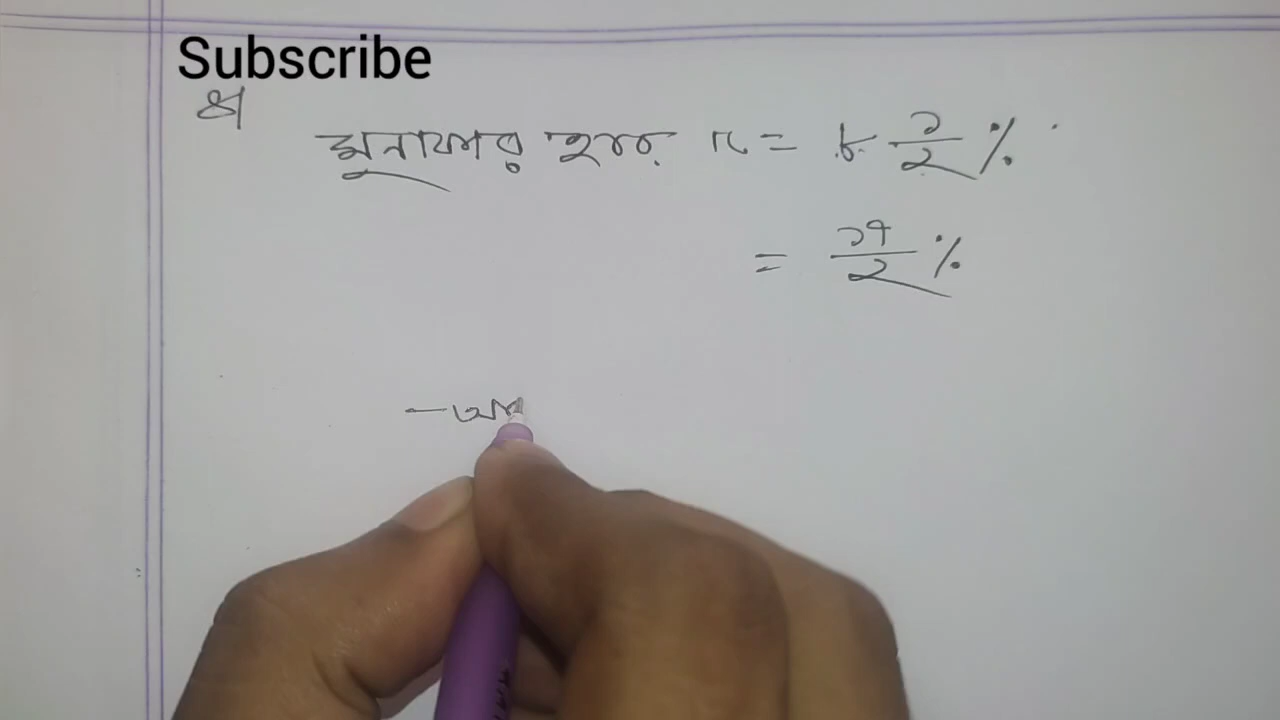 Subscribe
ক্ষ
মুনাফার হার r = ৮ ১/২ %
= ১৭/২ %